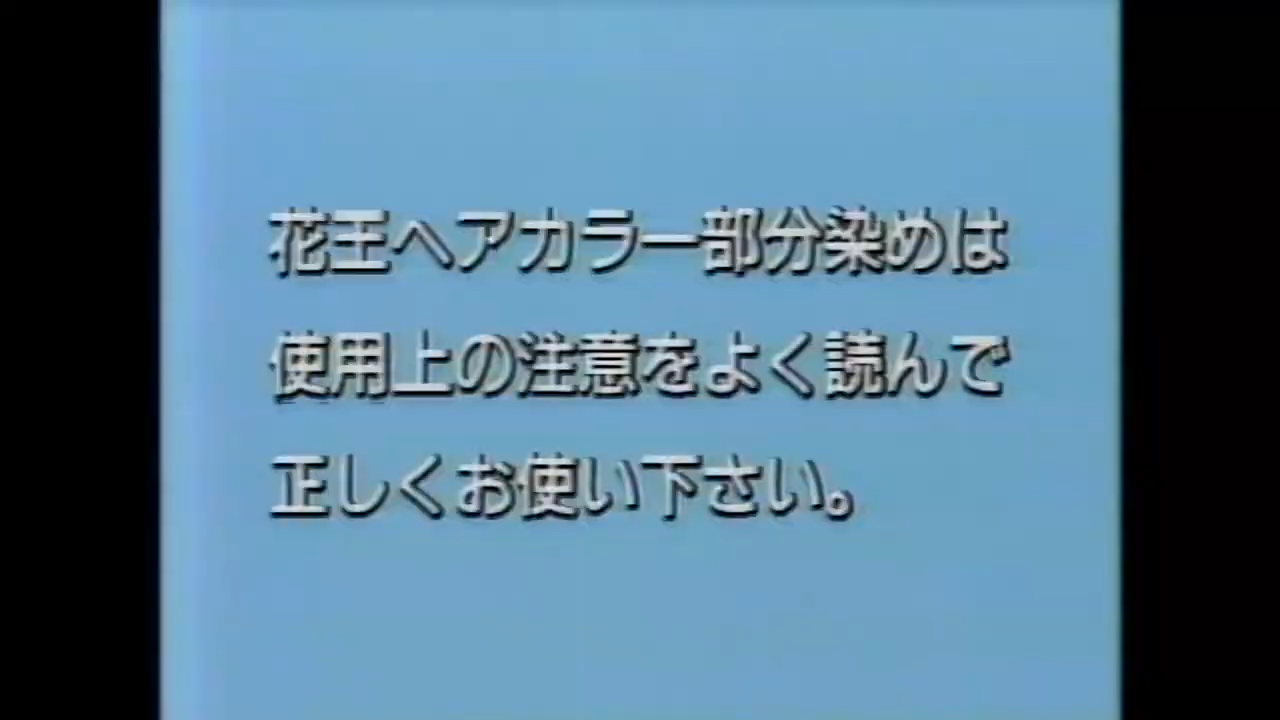 花王ヘアカラー部分染めは
使用上の注意をよく読んで
正しくお使い下さい。